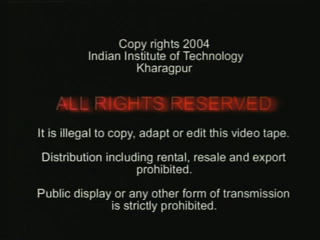 Copy rights 2004
Indian Institute of Technology
Kharagpur
ALL RIGHTS RESERVED
It is illegal to copy, adapt or edit this video tape.
Distribution including rental, resale and export
prohibited.
Public display or any other form of transmission
is strictly prohibited.